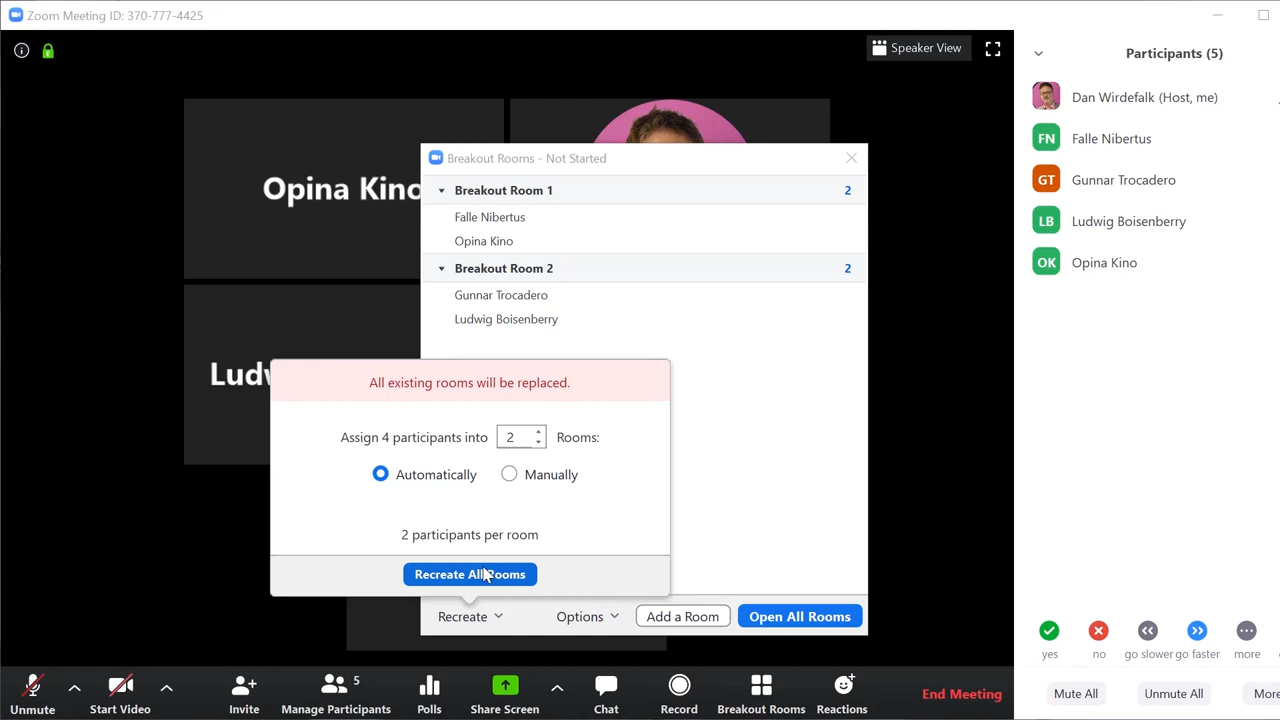 Zoom Meeting ID: 370-777-4425
Speaker View
Opina Kino
Breakout Rooms - Not Started
Breakout Room 1 2
Falle Nibertus
Opina Kino
Breakout Room 2 2
Gunnar Trocadero
Ludwig Boisenberry
Ludw
All existing rooms will be replaced.
Assign 4 participants into 2 Rooms:
Automatically Manually
2 participants per room
Recreate All Rooms
Recreate Options Add a Room Open All Rooms
Participants (5)
Dan Wirdefalk (Host, me)
FN Falle Nibertus
GT Gunnar Trocadero
LB Ludwig Boisenberry
OK Opina Kino
yes no go slower go faster more
Mute All Unmute All More
5
Unmute Start Video Invite Manage Participants Polls Share Screen Chat Record Breakout Rooms Reactions End Meeting